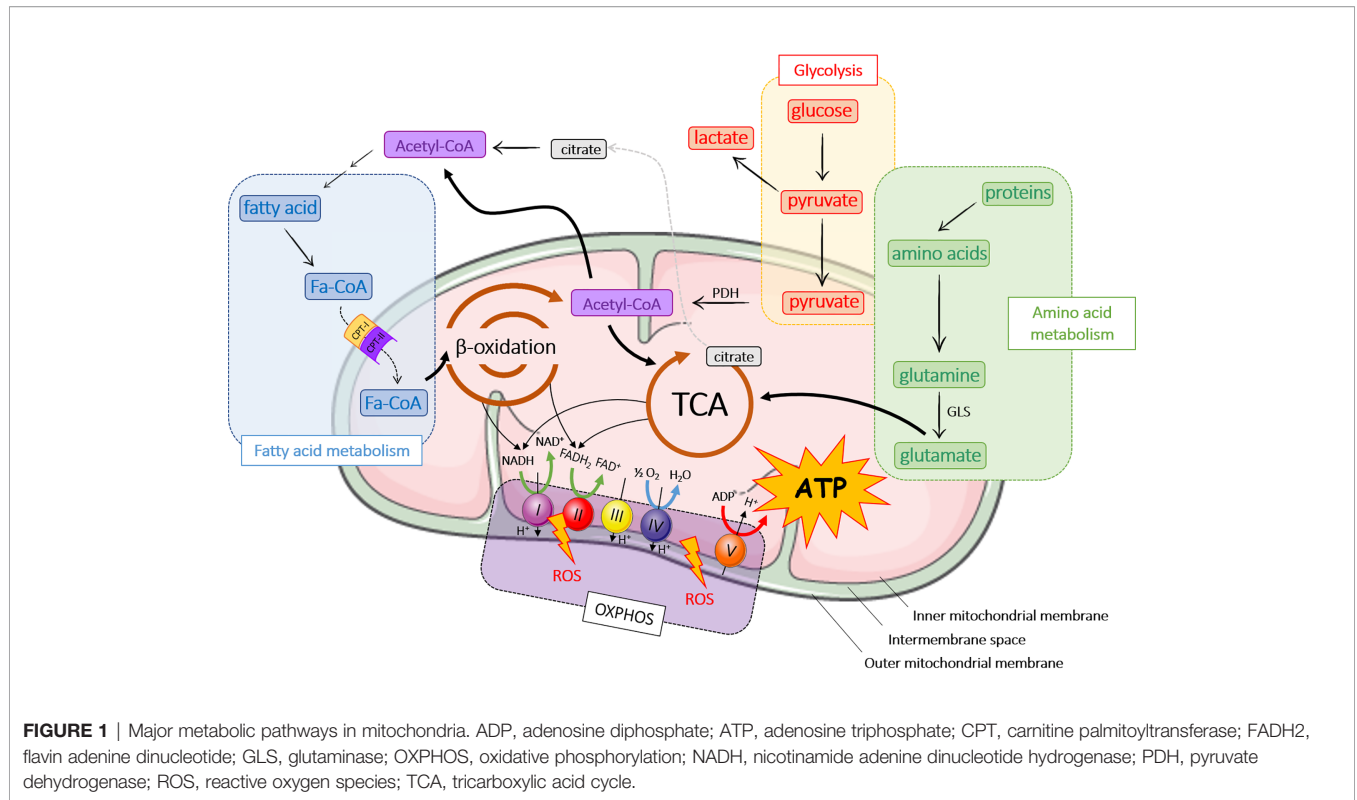 Glycolysis
glucose
lactate
pyruvate
pyruvate
PDH
Acetyl-CoA
citrate
Acetyl-CoA
fatty acid
Fa-CoA
CPT-I
CPT-II
Fa-CoA
Fatty acid metabolism
β-oxidation
citrate
TCA
proteins
amino acids
glutamine
GLS
glutamate
Amino acid
metabolism
NADH
NAD⁺
FADH₂
FAD⁺
½ O₂
H₂O
ADP
H⁺
ATP
I
II
III
IV
V
H⁺
H⁺
H⁺
ROS
ROS
OXPHOS
Inner mitochondrial membrane
Intermembrane space
Outer mitochondrial membrane
FIGURE 1 | Major metabolic pathways in mitochondria. ADP, adenosine diphosphate; ATP, adenosine triphosphate; CPT, carnitine palmitoyltransferase; FADH2,
flavin adenine dinucleotide; GLS, glutaminase; OXPHOS, oxidative phosphorylation; NADH, nicotinamide adenine dinucleotide hydrogenase; PDH, pyruvate
dehydrogenase; ROS, reactive oxygen species; TCA, tricarboxylic acid cycle.